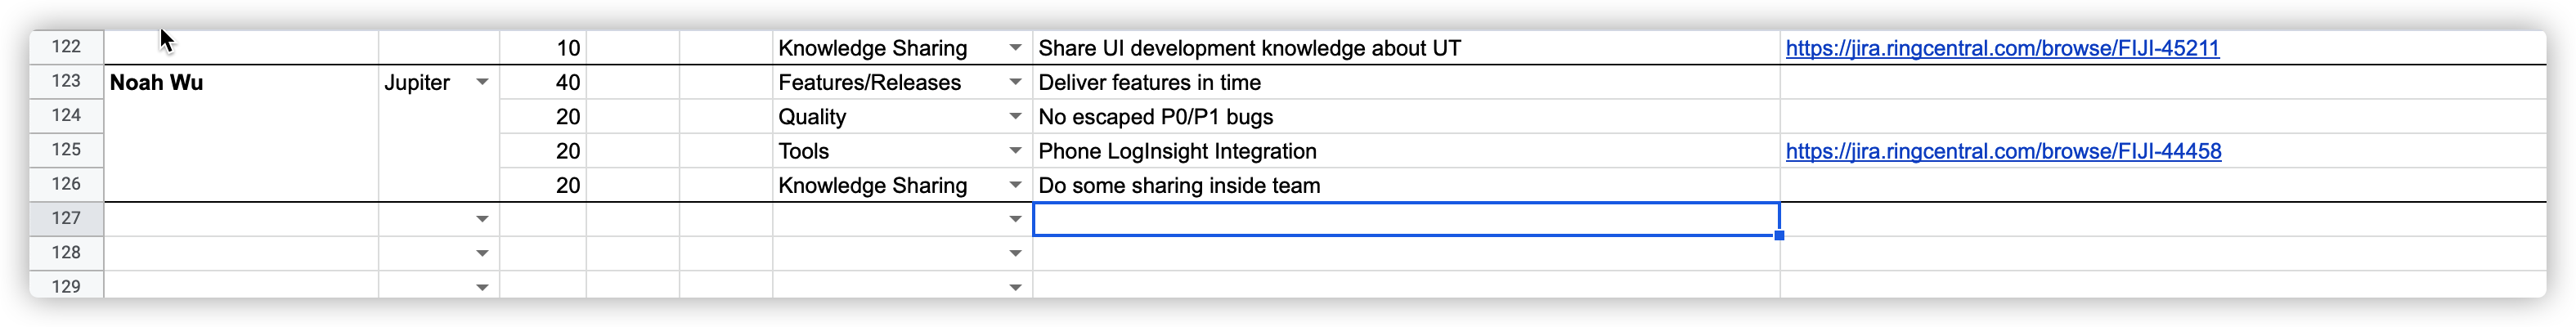 122 10 Knowledge Sharing Share UI development knowledge about UT https://jira.ringcentral.com/browse/FIJI-45211
123 Noah Wu Jupiter 40 Features/Releases Deliver features in time
124 20 Quality No escaped P0/P1 bugs
125 20 Tools Phone LogInsight Integration https://jira.ringcentral.com/browse/FIJI-44458
126 20 Knowledge Sharing Do some sharing inside team
127
128
129